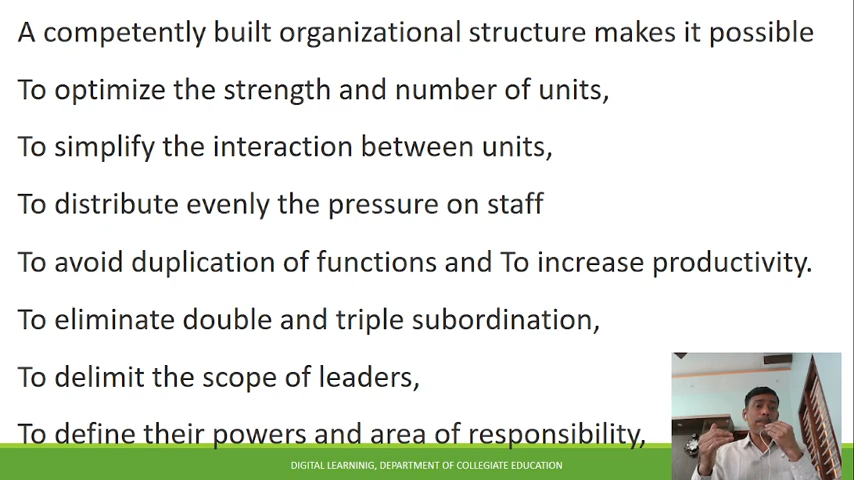 A competently built organizational structure makes it possible
To optimize the strength and number of units,
To simplify the interaction between units,
To distribute evenly the pressure on staff
To avoid duplication of functions and To increase productivity.
To eliminate double and triple subordination,
To delimit the scope of leaders,
To define their powers and area of responsibility,
DIGITAL LEARNINIG, DEPARTMENT OF COLLEGIATE EDUCATION